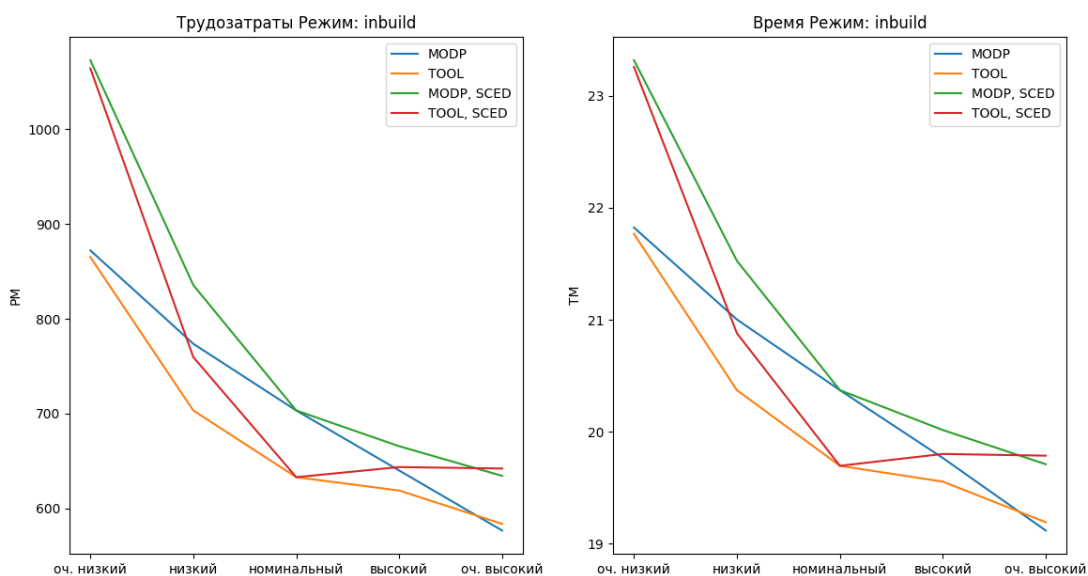 Трудозатраты Режим: inbuild
MODP
TOOL
MODP, SCED
TOOL, SCED
1000
900
800
700
600
PM
оч. низкий низкий номинальный высокий оч. высокий
Время Режим: inbuild
MODP
TOOL
MODP, SCED
TOOL, SCED
23
22
21
20
19
TM
оч. низкий низкий номинальный высокий оч. высокий